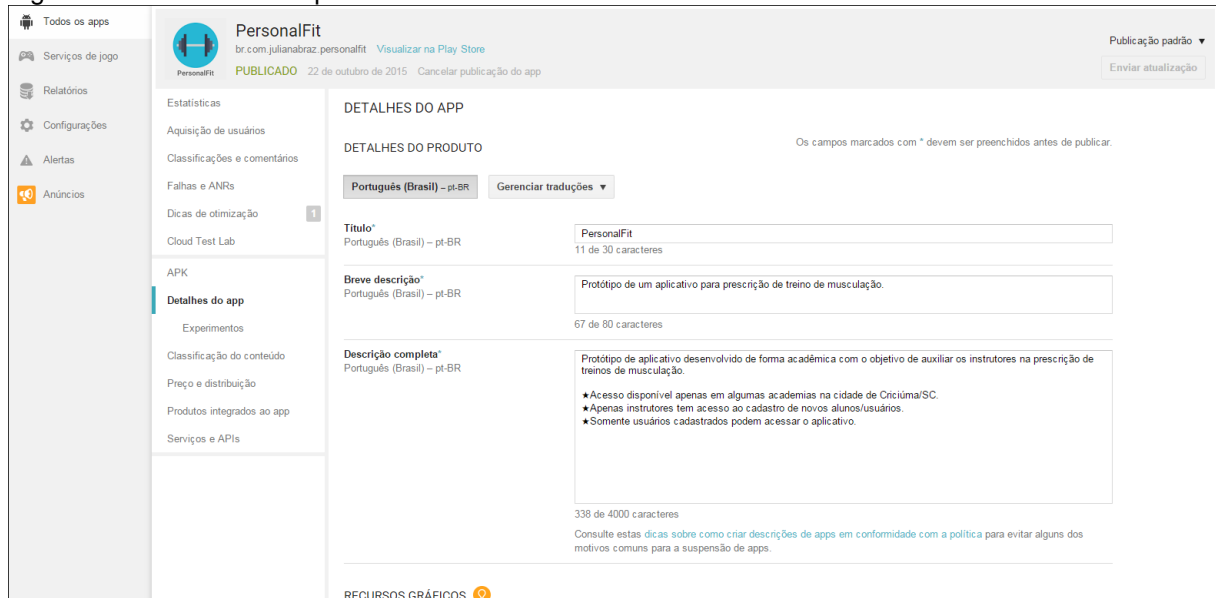 Todos os apps
Serviços de jogo
Relatórios
Configurações
Alertas
Anúncios
PersonalFit
PersonalFit
br.com.julianabraz.personalfit Visualizar na Play Store
PUBLICADO 22 de outubro de 2015 Cancelar publicação do app
Publicação padrão ▼
Enviar atualização
Estatísticas
Aquisição de usuários
Classificações e comentários
Falhas e ANRs
Dicas de otimização 1
Cloud Test Lab
APK
Detalhes do app
Experimentos
Classificação do conteúdo
Preço e distribuição
Produtos integrados ao app
Serviços e APIs
DETALHES DO APP
DETALHES DO PRODUTO
Os campos marcados com * devem ser preenchidos antes de publicar.
Português (Brasil) – pt-BR Gerenciar traduções ▼
Título*
Português (Brasil) – pt-BR
PersonalFit
11 de 30 caracteres
Breve descrição*
Português (Brasil) – pt-BR
Protótipo de um aplicativo para prescrição de treino de musculação.
67 de 80 caracteres
Descrição completa*
Português (Brasil) – pt-BR
Protótipo de aplicativo desenvolvido de forma acadêmica com o objetivo de auxiliar os instrutores na prescrição de
treinos de musculação.
★Acesso disponível apenas em algumas academias na cidade de Criciúma/SC.
★Apenas instrutores tem acesso ao cadastro de novos alunos/usuários.
★Somente usuários cadastrados podem acessar o aplicativo.
338 de 4000 caracteres
Consulte estas dicas sobre como criar descrições de apps em conformidade com a política para evitar alguns dos
motivos comuns para a suspensão de apps.
RECURSOS GRÁFICOS